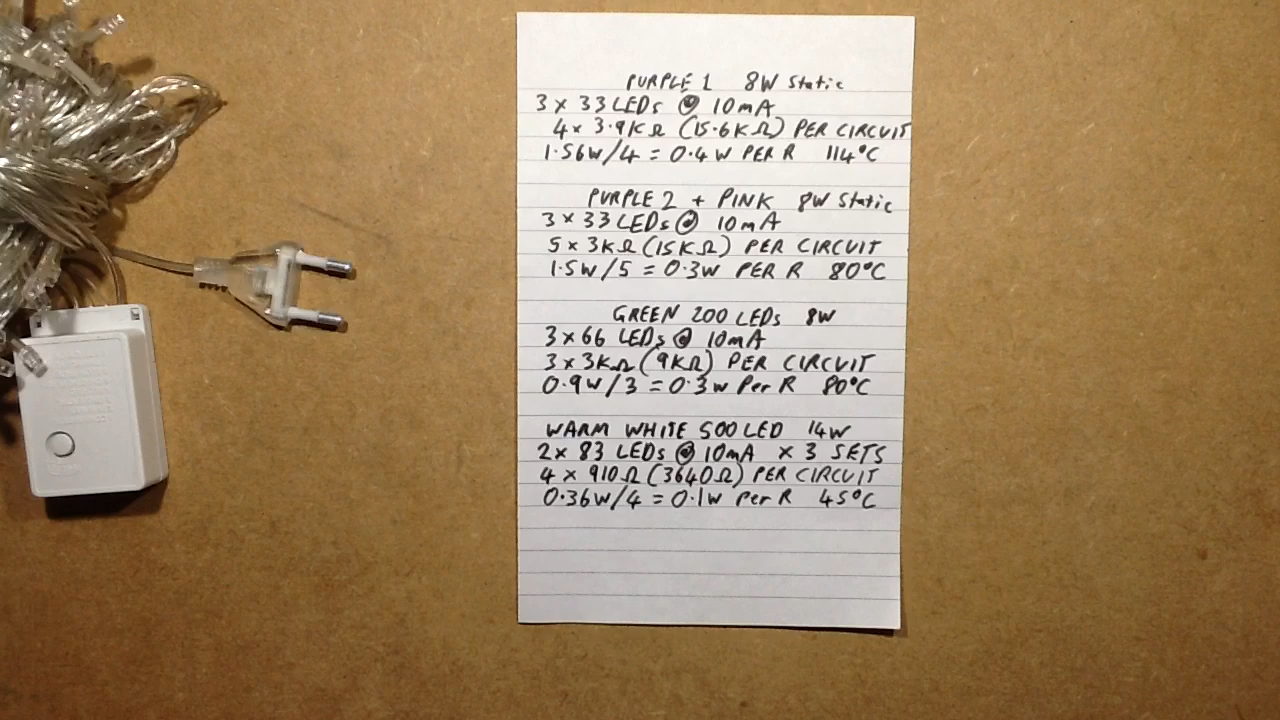 PURPLE 1 8W Static
3 x 33 LEDs @ 10mA
4 x 3.9KΩ (15.6KΩ) PER CIRCUIT
1.56W/4 = 0.4W PER R 114°C
PURPLE 2 + PINK 8W Static
3 x 33 LEDs @ 10mA
5 x 3KΩ (15KΩ) PER CIRCUIT
1.5W/5 = 0.3W PER R 80°C
GREEN 200 LEDs 8W
3 x 66 LEDs @ 10mA
3 x 3KΩ (9KΩ) PER CIRCUIT
0.9W/3 = 0.3W Per R 80°C
WARM WHITE 500 LED 14W
2 x 83 LEDs @ 10mA x 3 SETS
4 x 910Ω (3640Ω) PER CIRCUIT
0.36W/4 = 0.1W Per R 45°C